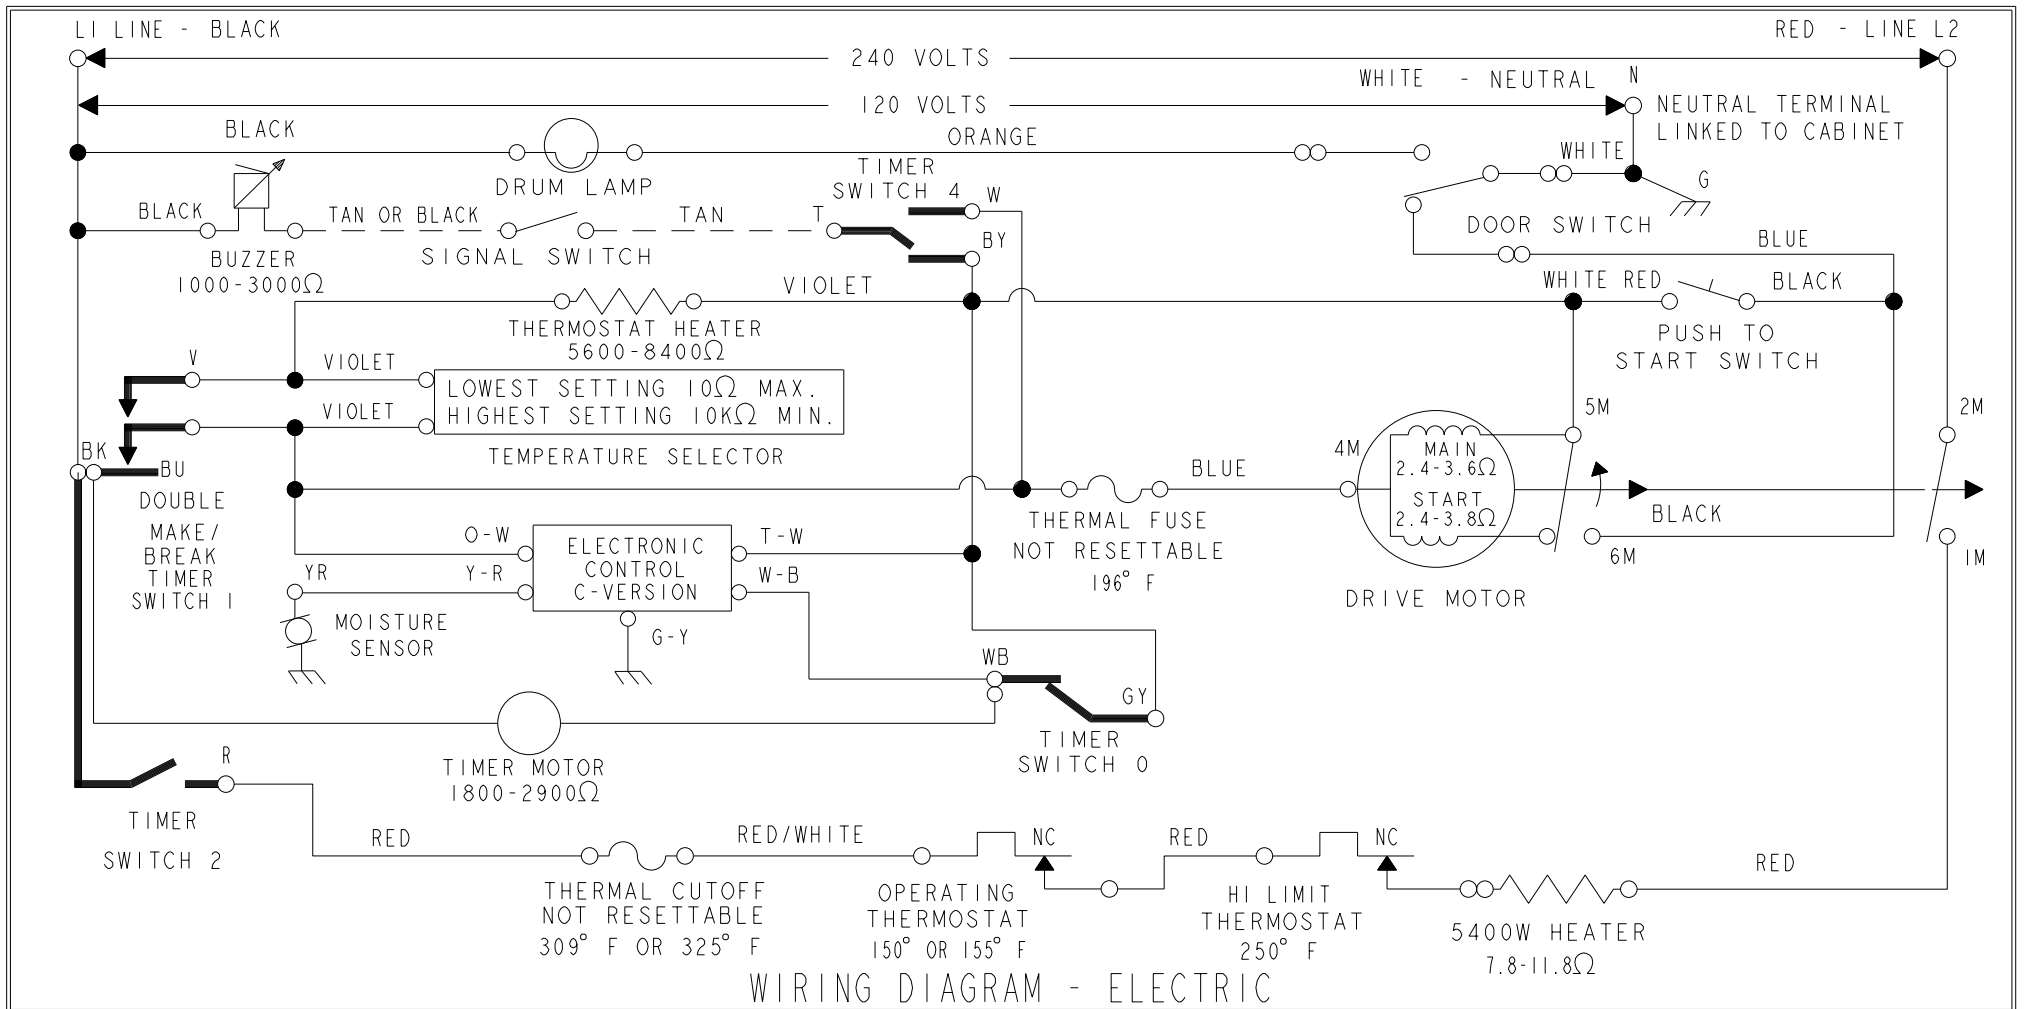 LI LINE - BLACK
RED - LINE L2
240 VOLTS
WHITE - NEUTRAL
N
120 VOLTS
NEUTRAL TERMINAL
LINKED TO CABINET
BLACK
ORANGE
DRUM LAMP
TIMER
SWITCH 4
W
WHITE
G
BLACK
TAN OR BLACK
TAN
T
BY
DOOR SWITCH
BUZZER
1000-3000Ω
SIGNAL SWITCH
BLUE
VIOLET
WHITE RED
BLACK
THERMOSTAT HEATER
5600-8400Ω
PUSH TO
START SWITCH
V
VIOLET
LOWEST SETTING 10Ω MAX.
HIGHEST SETTING 10KΩ MIN.
VIOLET
TEMPERATURE SELECTOR
BK
BU
DOUBLE
MAKE/
BREAK
TIMER
SWITCH 1
4M
5M
2M
MAIN
2.4-3.6Ω
START
2.4-3.8Ω
BLUE
BLACK
6M
1M
DRIVE MOTOR
THERMAL FUSE
NOT RESETTABLE
196° F
O-W
ELECTRONIC
CONTROL
C-VERSION
T-W
Y-R
W-B
YR
MOISTURE
SENSOR
G-Y
WB
GY
TIMER
SWITCH 0
TIMER MOTOR
1800-2900Ω
R
TIMER
SWITCH 2
RED
RED/WHITE
NC
RED
NC
RED
THERMAL CUTOFF
NOT RESETTABLE
309° F OR 325° F
OPERATING
THERMOSTAT
150° OR 155° F
HI LIMIT
THERMOSTAT
250° F
5400W HEATER
7.8-11.8Ω
WIRING DIAGRAM - ELECTRIC